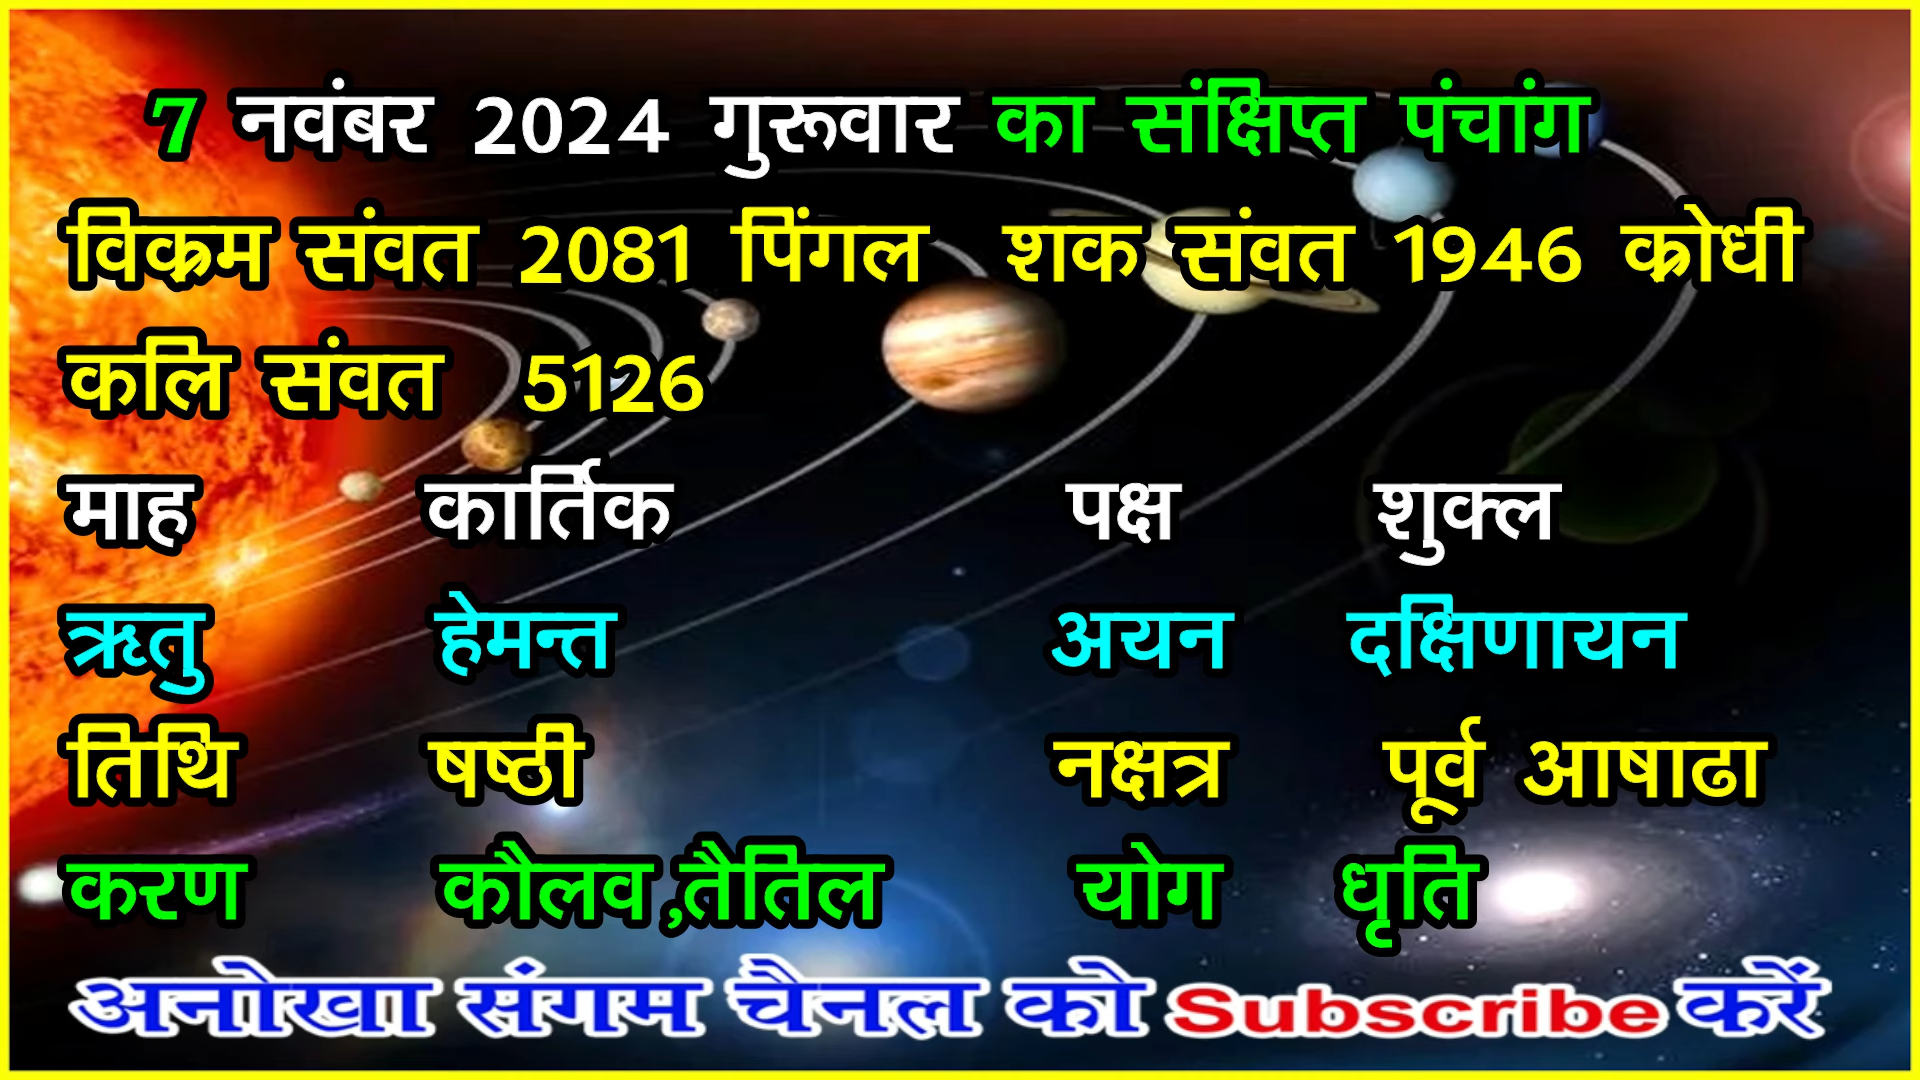 7 नवंबर 2024 गुरूवार का संक्षिप्त पंचांग
विक्रम संवत 2081 पिंगल शक संवत 1946 क्रोधी
कलि संवत 5126
माह कार्तिक पक्ष शुक्ल
ऋतु हेमन्त अयन दक्षिणायन
तिथि षष्ठी नक्षत्र पूर्व आषाढा
करण कौलव,तैतिल योग धृति
अनोखा संगम चैनल को Subscribe करें